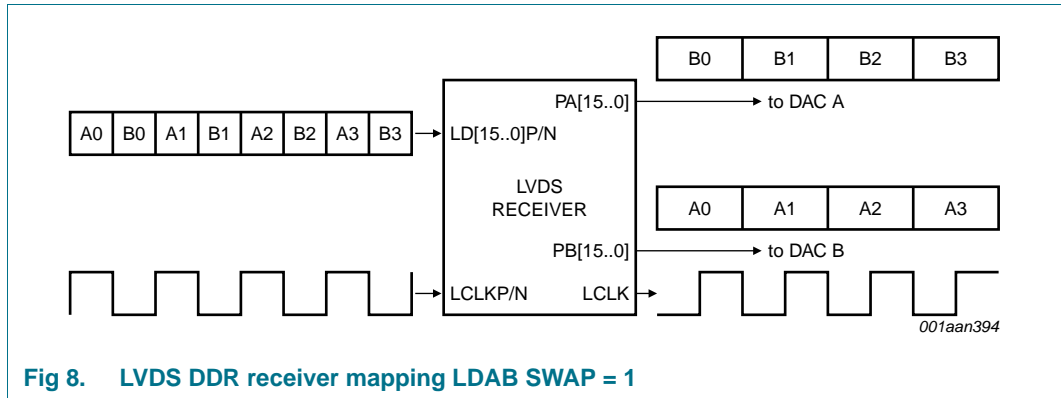 B0 B1 B2 B3
PA[15..0] to DAC A
A0 B0 A1 B1 A2 B2 A3 B3 LD[15..0]P/N
LVDS
RECEIVER
A0 A1 A2 A3
PB[15..0] to DAC B
LCLKP/N LCLK
001aan394
Fig 8. LVDS DDR receiver mapping LDAB SWAP = 1